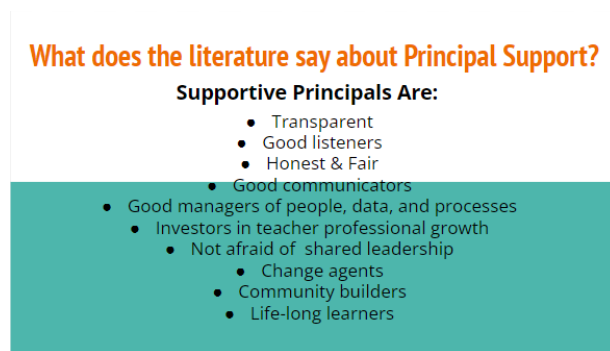 What does the literature say about Principal Support?
Supportive Principals Are:
● Transparent
● Good listeners
● Honest & Fair
● Good communicators
● Good managers of people, data, and processes
● Investors in teacher professional growth
● Not afraid of shared leadership
● Change agents
● Community builders
● Life-long learners